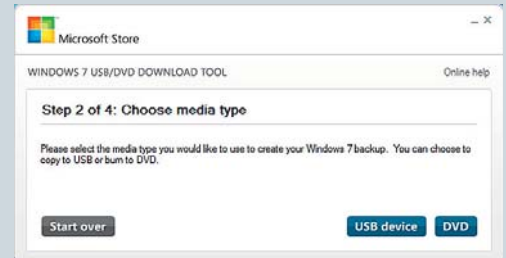 Microsoft Store
WINDOWS 7 USB/DVD DOWNLOAD TOOL Online help
Step 2 of 4: Choose media type
Please select the media type you would like to use to create your Windows 7 backup. You can choose to
copy to USB or burn to DVD.
Start over USB device DVD